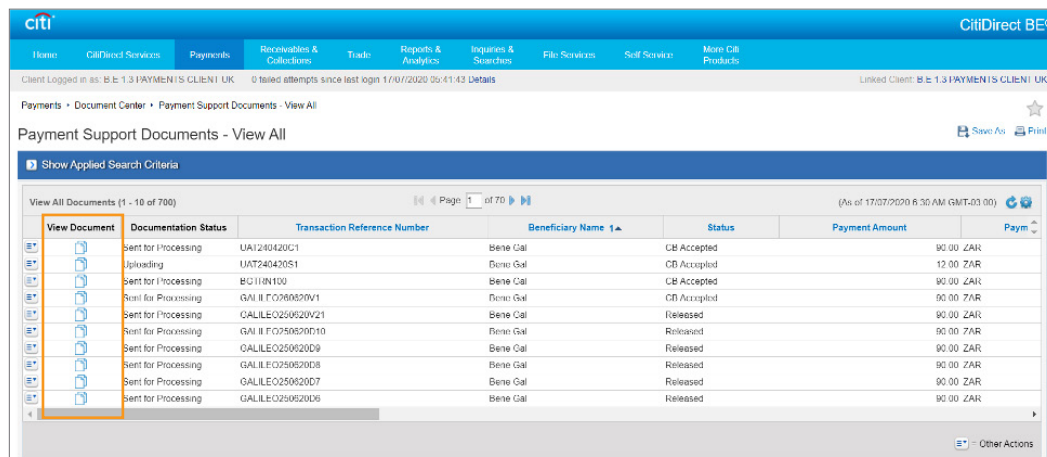 citi
CitiDirect BE
Home CitiDirect Services Payments Receivables & Collections Trade Reports & Analytics Inquiries & Searches File Services Self Service More Citi Products
Client Logged in as: B.E 1.3 PAYMENTS CLIENT UK 0 failed attempts since last login 17/07/2020 05:41:43 Details Linked Client: B.E 1.3 PAYMENTS CLIENT UK
Payments • Document Center • Payment Support Documents - View All
Payment Support Documents - View All Save As Print
Show Applied Search Criteria
View All Documents (1 - 10 of 700) Page 1 of 70 (As of 17/07/2020 6:30 AM GMT-03:00)
View Document Documentation Status Transaction Reference Number Beneficiary Name 1 Status Payment Amount Paym
Sent for Processing UAT240420C1 Bene Gal CB Accepted 90.00 ZAR
Uploading UAT240420S1 Bene Gal CB Accepted 12.00 ZAR
Sent for Processing BGTRN100 Bene Gal CB Accepted 90.00 ZAR
Sent for Processing GALILEO260620V1 Bene Gal CB Accepted 90.00 ZAR
Sent for Processing GALILEO250620V21 Bene Gal Released 90.00 ZAR
Sent for Processing GALILEO250620D10 Bene Gal Released 90.00 ZAR
Sent for Processing GALILEO250620D9 Bene Gal Released 90.00 ZAR
Sent for Processing GALILEO250620D8 Bene Gal Released 90.00 ZAR
Sent for Processing GALILEO250620D7 Bene Gal Released 90.00 ZAR
Sent for Processing GALILEO250620D6 Bene Gal Released 90.00 ZAR
= Other Actions